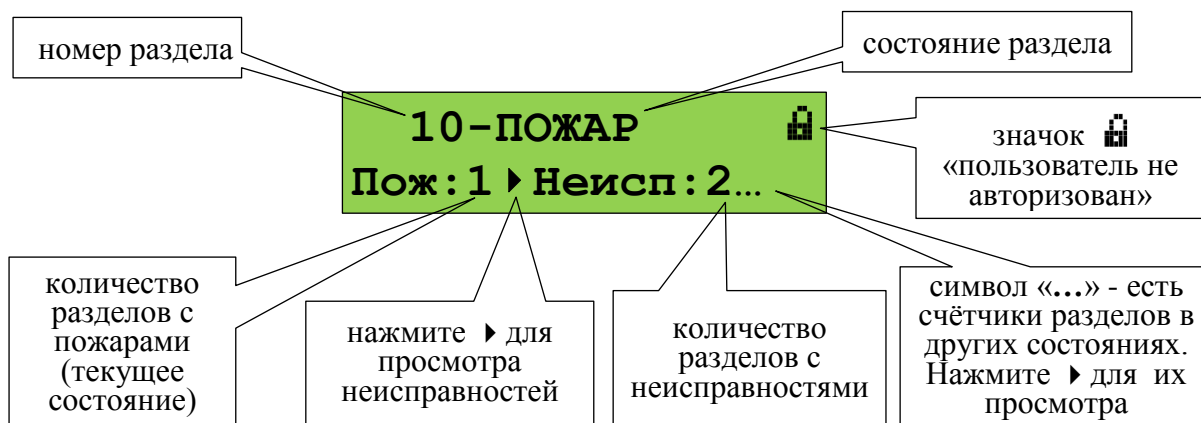 номер раздела
состояние раздела
10-ПОЖАР
Пож:1▶Неисп:2…
значок
«пользователь не
авторизован»
количество
разделов с
пожарами
(текущее
состояние)
нажмите ▶ для
просмотра
неисправностей
количество
разделов с
неисправностями
символ «...» - есть
счётчики разделов в
других состояниях.
Нажмите ▶ для их
просмотра